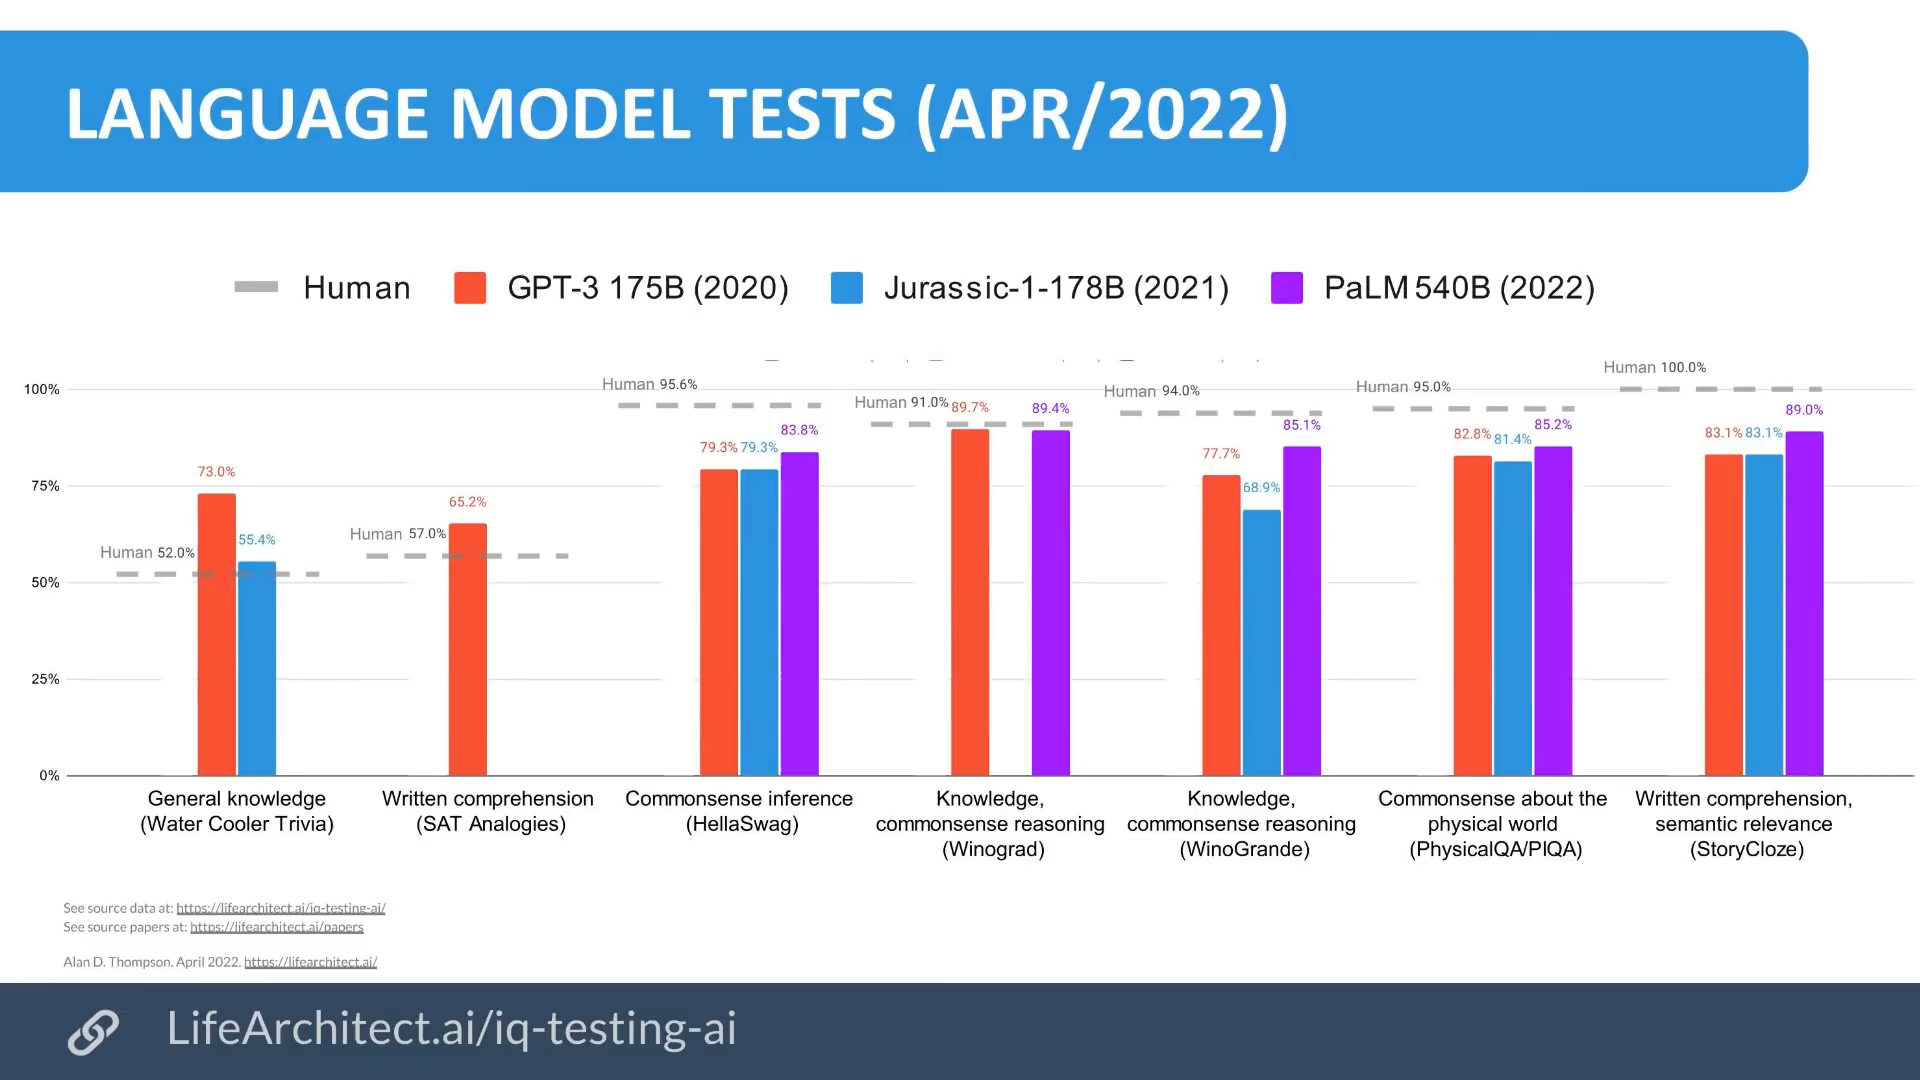 LANGUAGE MODEL TESTS (APR/2022)
Human GPT-3 175B (2020) Jurassic-1-178B (2021) PaLM 540B (2022)
100%
75%
50%
25%
0%
Human 52.0%
73.0%
55.4%
Human 57.0%
65.2%
Human 95.6%
79.3%
79.3%
83.8%
Human 91.0%
89.7%
89.4%
Human 94.0%
77.7%
68.9%
85.1%
Human 95.0%
82.8%
81.4%
85.2%
Human 100.0%
83.1%
83.1%
89.0%
General knowledge
(Water Cooler Trivia)
Written comprehension
(SAT Analogies)
Commonsense inference
(HellaSwag)
Knowledge,
commonsense reasoning
(Winograd)
Knowledge,
commonsense reasoning
(WinoGrande)
Commonsense about the
physical world
(PhysicalQA/PIQA)
Written comprehension,
semantic relevance
(StoryCloze)
See source data at: https://lifearchitect.ai/iq-testing-ai/
See source papers at: https://lifearchitect.ai/papers
Alan D. Thompson. April 2022. https://lifearchitect.ai/
LifeArchitect.ai/iq-testing-ai